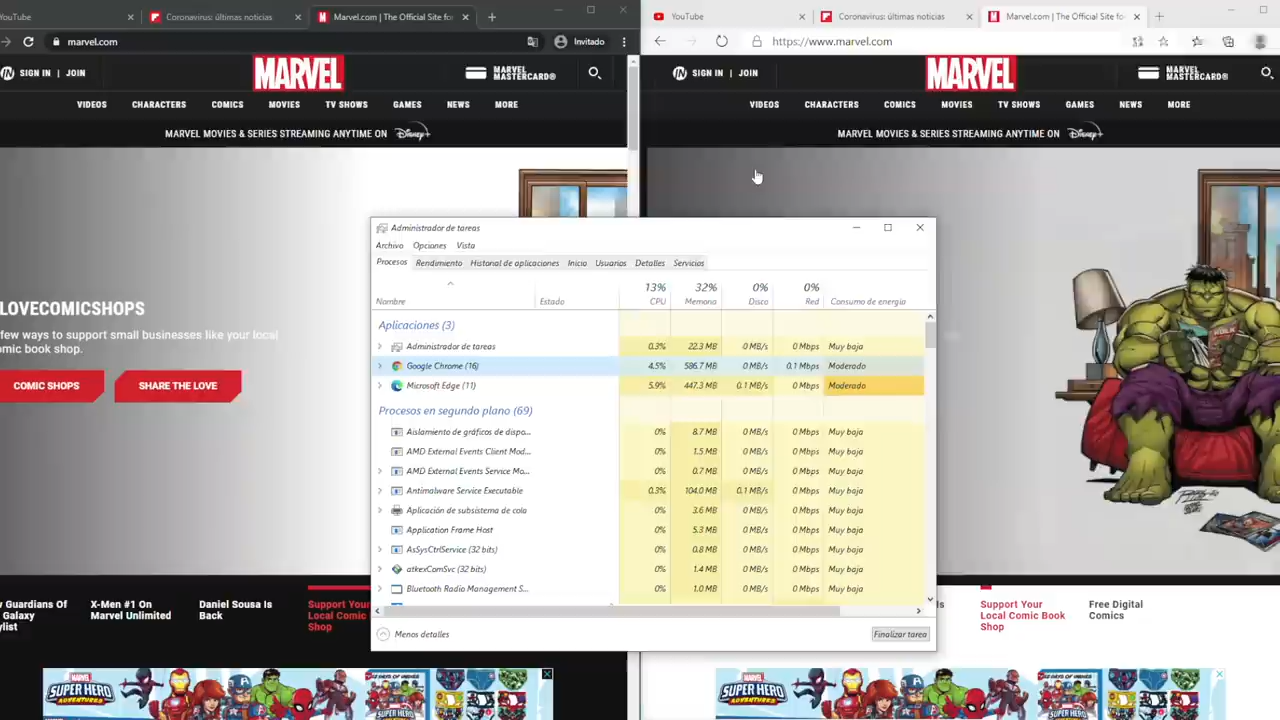 YouTube
Coronavirus: últimas noticias
Marvel.com | The Official Site for
marvel.com
Invitado
SIGN IN | JOIN
MARVEL
MARVEL
MASTERCARD®
VIDEOS CHARACTERS COMICS MOVIES TV SHOWS GAMES NEWS MORE
MARVEL MOVIES & SERIES STREAMING ANYTIME ON Disney+
LOVECOMICSHOPS
few ways to support small businesses like your local
omic book shop.
COMIC SHOPS
SHARE THE LOVE
Guardians Of
Galaxy
ylist
X-Men #1 On
Marvel Unlimited
Daniel Sousa Is
Back
Support Your
Local Comic
Shop
MARVEL
SUPER HERO
ADVENTURES
YouTube
Coronavirus: últimas noticias
Marvel.com | The Official Site fo
https://www.marvel.com
SIGN IN | JOIN
MARVEL
MARVEL
MASTERCARD®
VIDEOS CHARACTERS COMICS MOVIES TV SHOWS GAMES NEWS MORE
MARVEL MOVIES & SERIES STREAMING ANYTIME ON Disney+
HULK
Is
Support Your
Local Comic Book
Shop
Free Digital
Comics
MARVEL
SUPER HERO
ADVENTURES
Administrador de tareas
Archivo Opciones Vista
Procesos Rendimiento Historial de aplicaciones Inicio Usuarios Detalles Servicios
13% 32% 0% 0%
Nombre Estado CPU Memoria Disco Red Consumo de energía
Aplicaciones (3)
Administrador de tareas 0.3% 22.3 MB 0 MB/s 0 Mbps Muy baja
Google Chrome (16) 4.5% 586.7 MB 0 MB/s 0.1 Mbps Moderado
Microsoft Edge (11) 5.9% 447.3 MB 0.1 MB/s 0 Mbps Moderado
Procesos en segundo plano (69)
Aislamiento de gráficos de dispo... 0% 8.7 MB 0 MB/s 0 Mbps Muy baja
AMD External Events Client Mod... 0% 1.5 MB 0 MB/s 0 Mbps Muy baja
AMD External Events Service Mo... 0% 0.7 MB 0 MB/s 0 Mbps Muy baja
Antimalware Service Executable 0.3% 104.0 MB 0.1 MB/s 0 Mbps Muy baja
Aplicación de subsistema de cola 0% 3.6 MB 0 MB/s 0 Mbps Muy baja
Application Frame Host 0% 5.3 MB 0 MB/s 0 Mbps Muy baja
AsSysCtrlService (32 bits) 0% 0.8 MB 0 MB/s 0 Mbps Muy baja
atkexComSvc (32 bits) 0% 1.4 MB 0 MB/s 0 Mbps Muy baja
Bluetooth Radio Management S... 0% 1.0 MB 0 MB/s 0 Mbps Muy baja
Menos detalles
Finalizar tarea